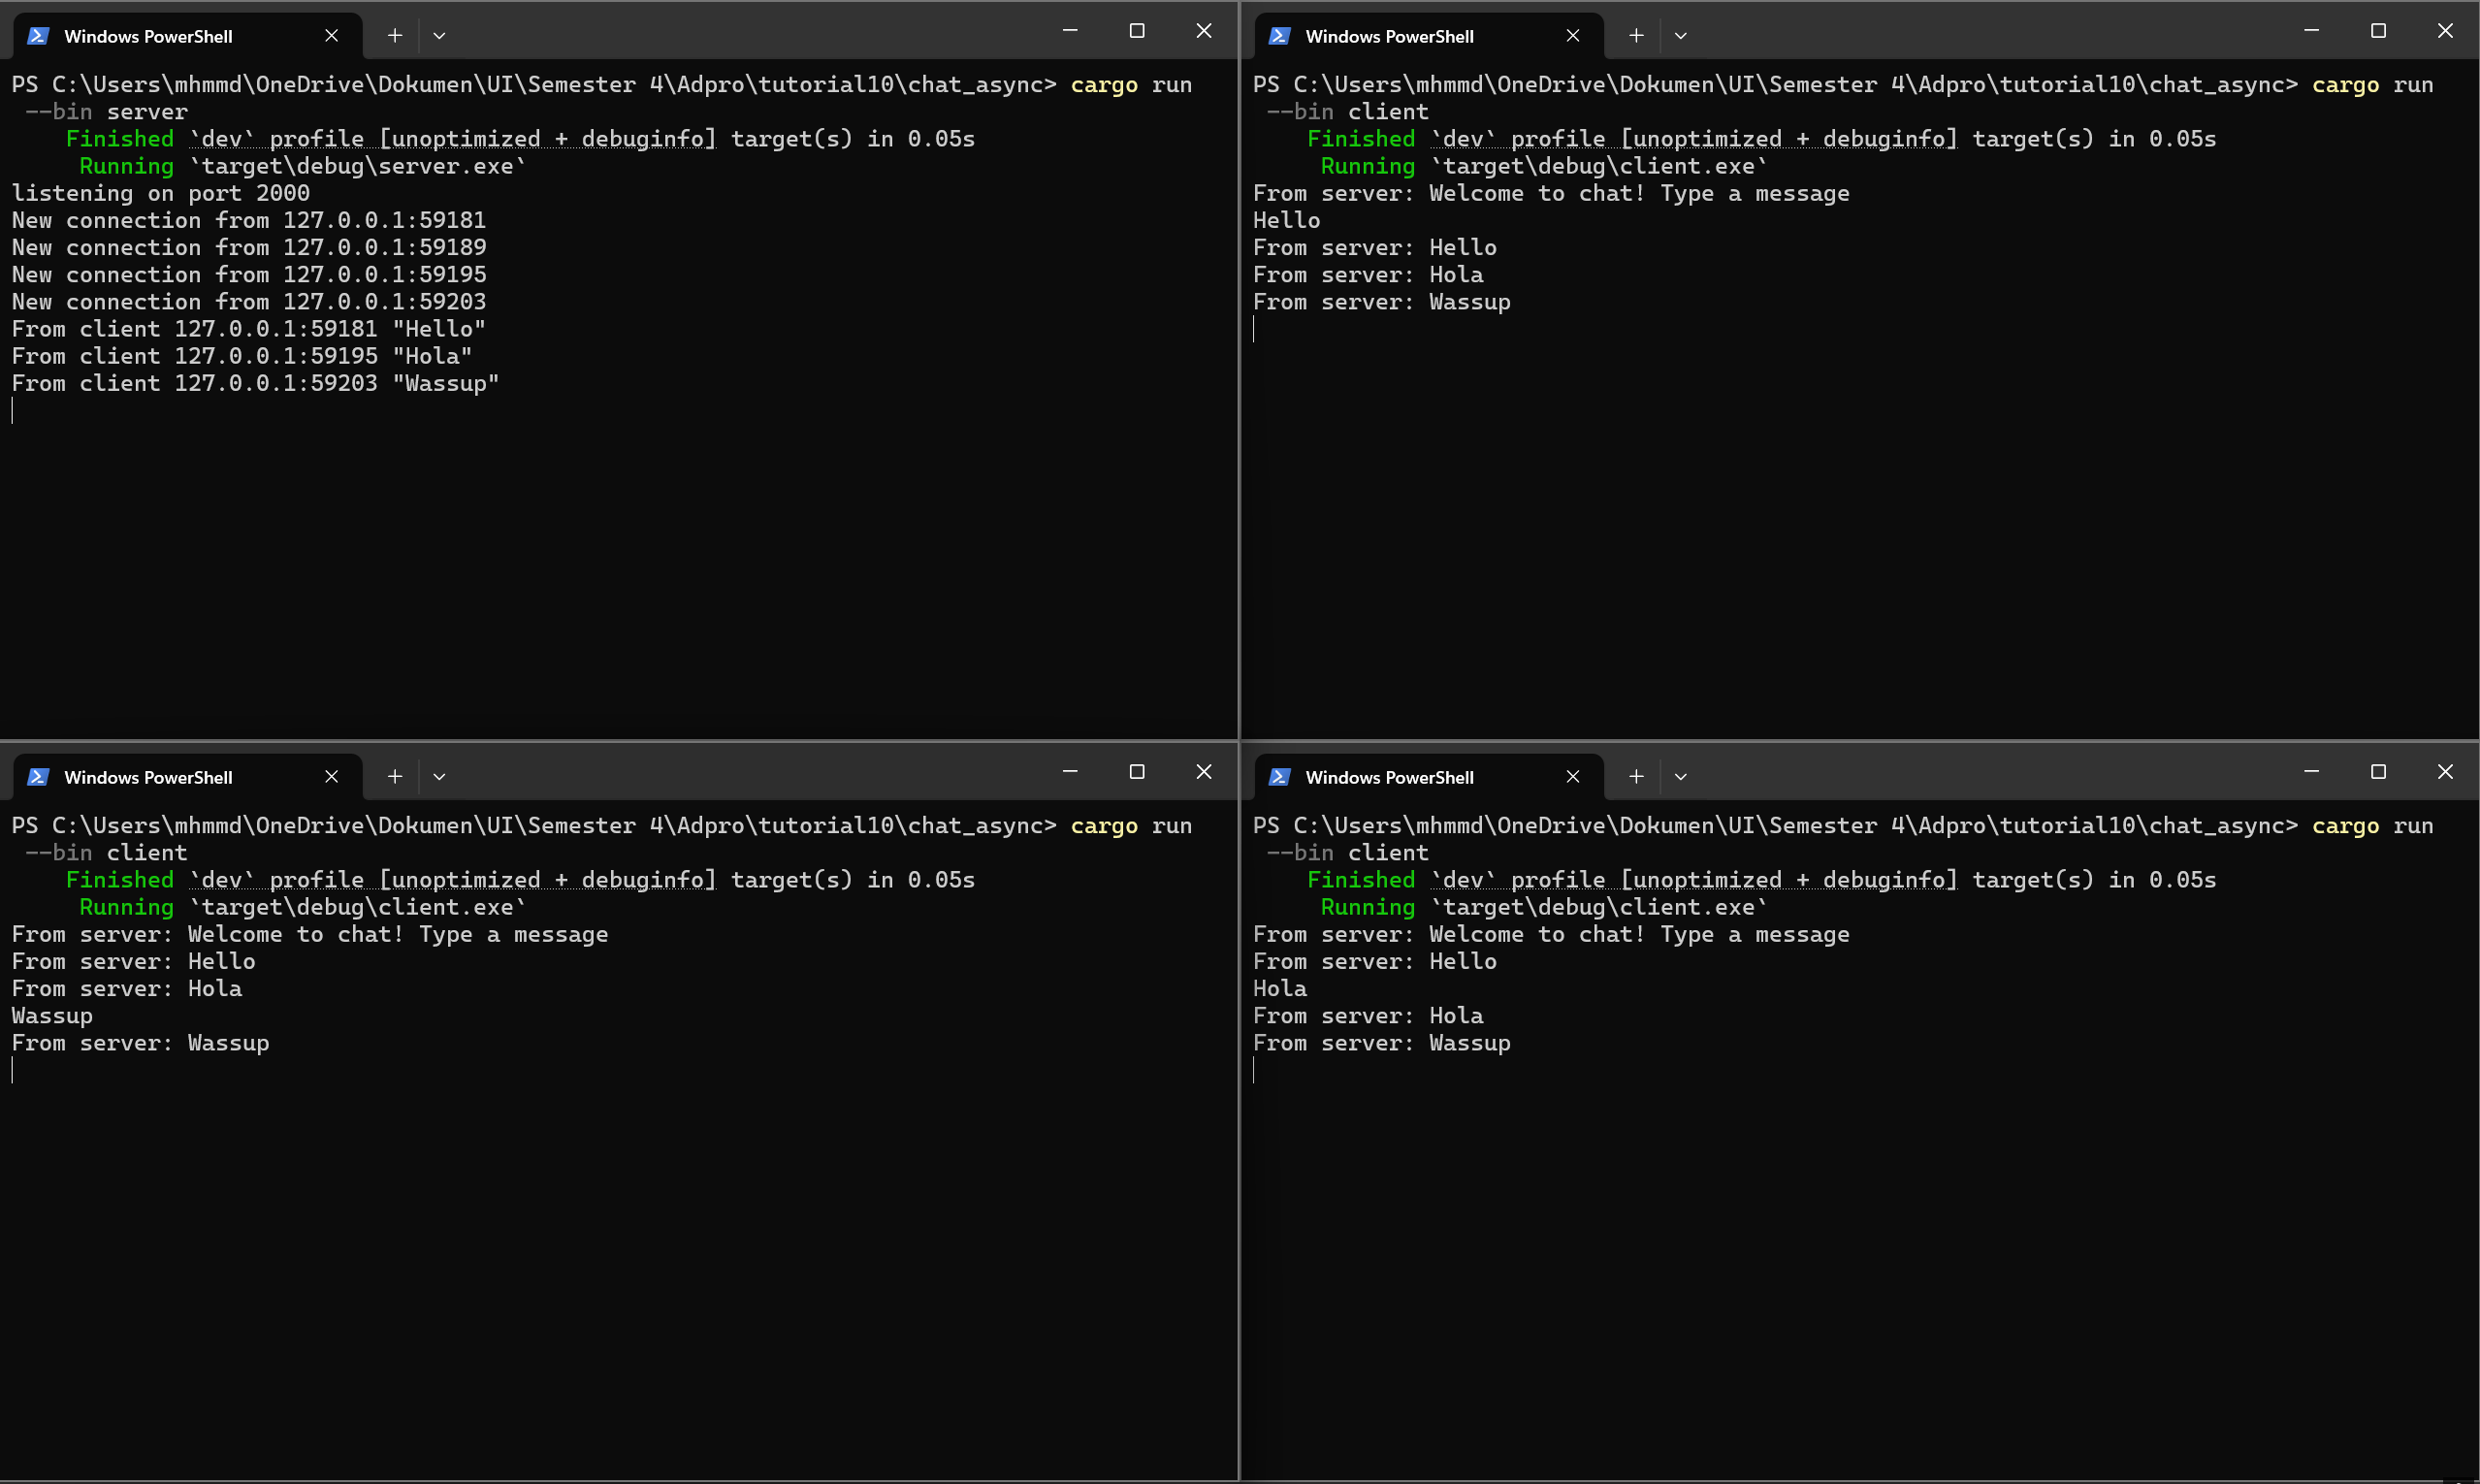 Windows PowerShell
PS C:\Users\mhmmd\OneDrive\Dokumen\UI\Semester 4\Adpro\tutorial10\chat_async> cargo run
 --bin server
    Finished `dev` profile [unoptimized + debuginfo] target(s) in 0.05s
     Running `target\debug\server.exe`
listening on port 2000
New connection from 127.0.0.1:59181
New connection from 127.0.0.1:59189
New connection from 127.0.0.1:59195
New connection from 127.0.0.1:59203
From client 127.0.0.1:59181 "Hello"
From client 127.0.0.1:59195 "Hola"
From client 127.0.0.1:59203 "Wassup"
Windows PowerShell
PS C:\Users\mhmmd\OneDrive\Dokumen\UI\Semester 4\Adpro\tutorial10\chat_async> cargo run
 --bin client
    Finished `dev` profile [unoptimized + debuginfo] target(s) in 0.05s
     Running `target\debug\client.exe`
From server: Welcome to chat! Type a message
Hello
From server: Hello
From server: Hola
From server: Wassup
Windows PowerShell
PS C:\Users\mhmmd\OneDrive\Dokumen\UI\Semester 4\Adpro\tutorial10\chat_async> cargo run
 --bin client
    Finished `dev` profile [unoptimized + debuginfo] target(s) in 0.05s
     Running `target\debug\client.exe`
From server: Welcome to chat! Type a message
From server: Hello
From server: Hola
Wassup
From server: Wassup
Windows PowerShell
PS C:\Users\mhmmd\OneDrive\Dokumen\UI\Semester 4\Adpro\tutorial10\chat_async> cargo run
 --bin client
    Finished `dev` profile [unoptimized + debuginfo] target(s) in 0.05s
     Running `target\debug\client.exe`
From server: Welcome to chat! Type a message
From server: Hello
Hola
From server: Hola
From server: Wassup